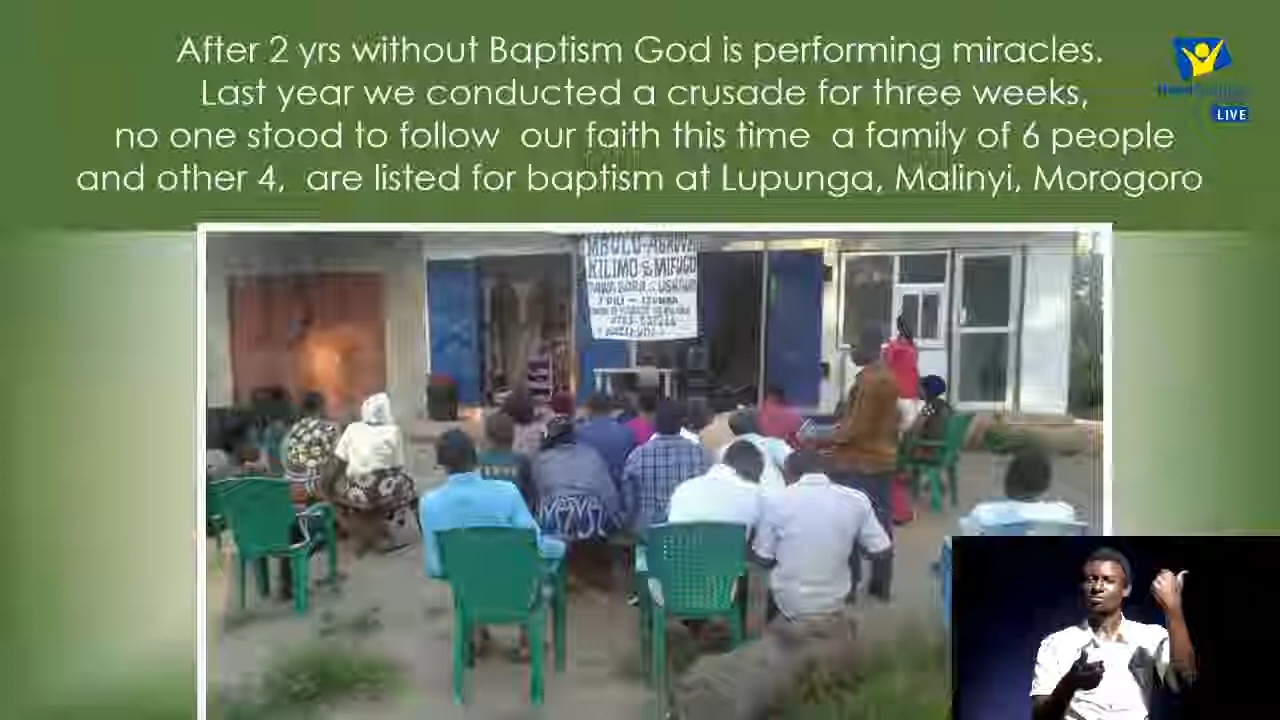 After 2 yrs without Baptism God is performing miracles.
Last year we conducted a crusade for three weeks,
no one stood to follow our faith this time a family of 6 people
and other 4, are listed for baptism at Lupunga, Malinyi, Morogoro
LIVE
KILIMO & MIFUGO